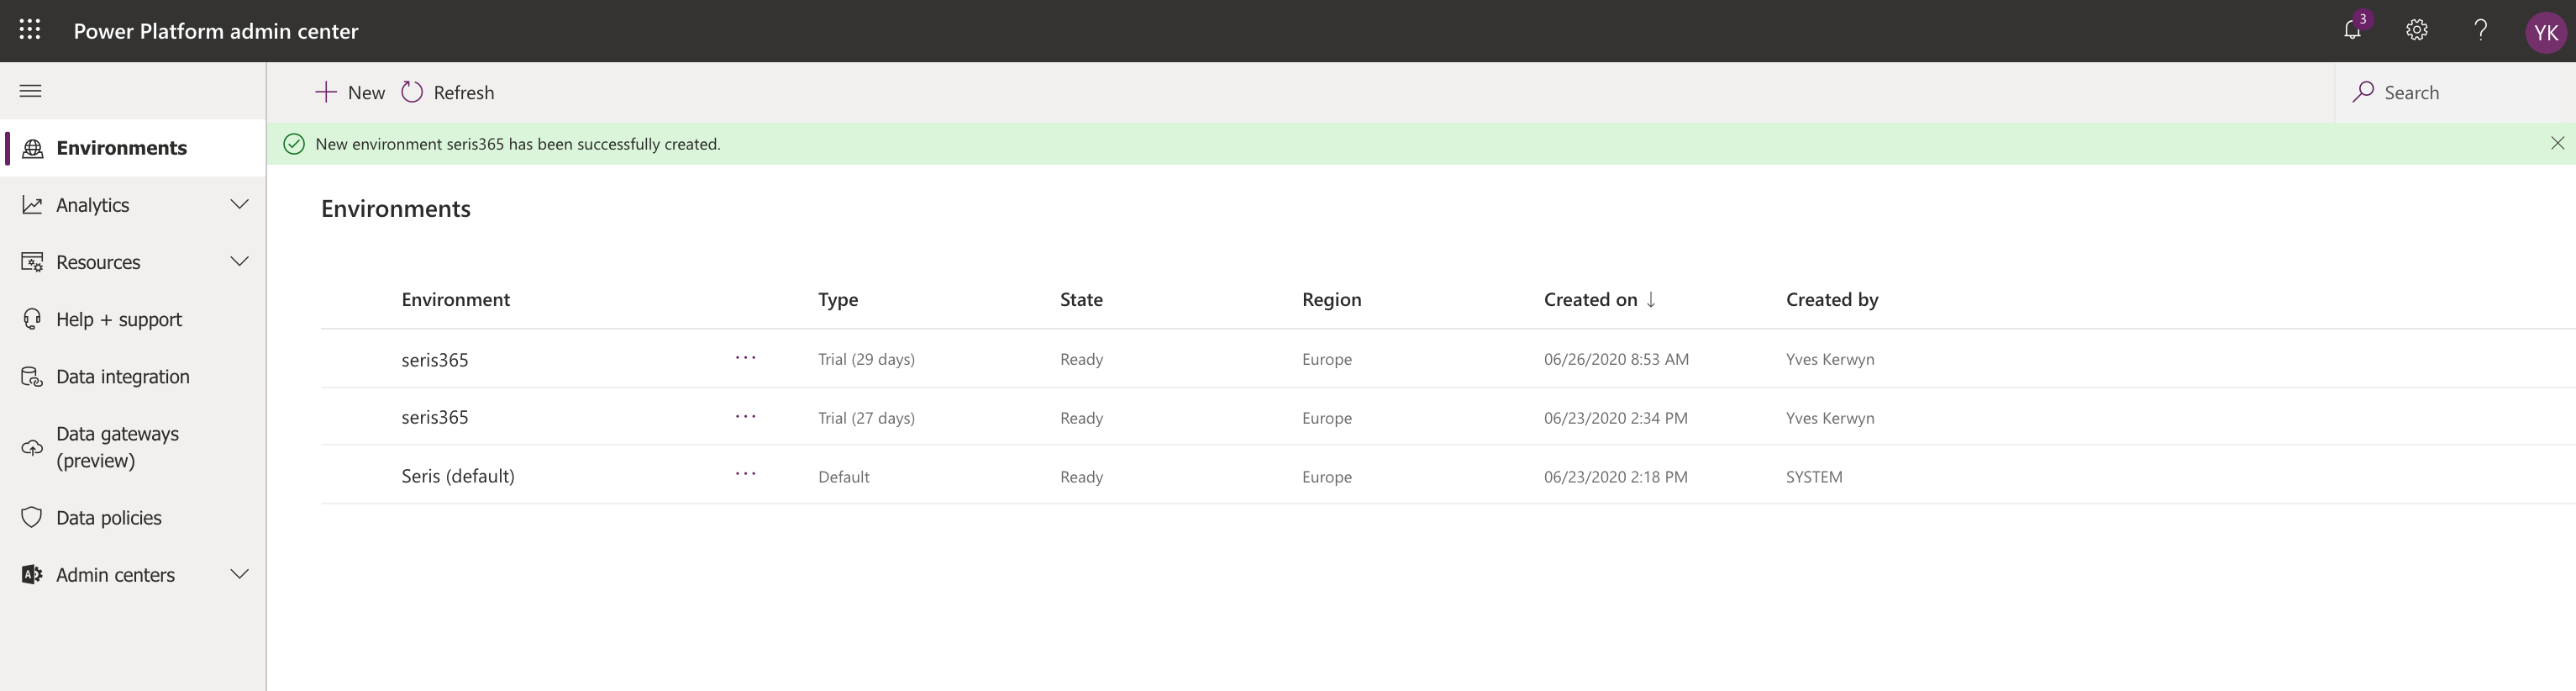 Power Platform admin center
3
YK
New
Refresh
Search
New environment seris365 has been successfully created.
Environments
Analytics
Resources
Help + support
Data integration
Data gateways
(preview)
Data policies
Admin centers
Environments
Environment Type State Region Created on ↓ Created by
seris365 ··· Trial (29 days) Ready Europe 06/26/2020 8:53 AM Yves Kerwyn
seris365 ··· Trial (27 days) Ready Europe 06/23/2020 2:34 PM Yves Kerwyn
Seris (default) ··· Default Ready Europe 06/23/2020 2:18 PM SYSTEM